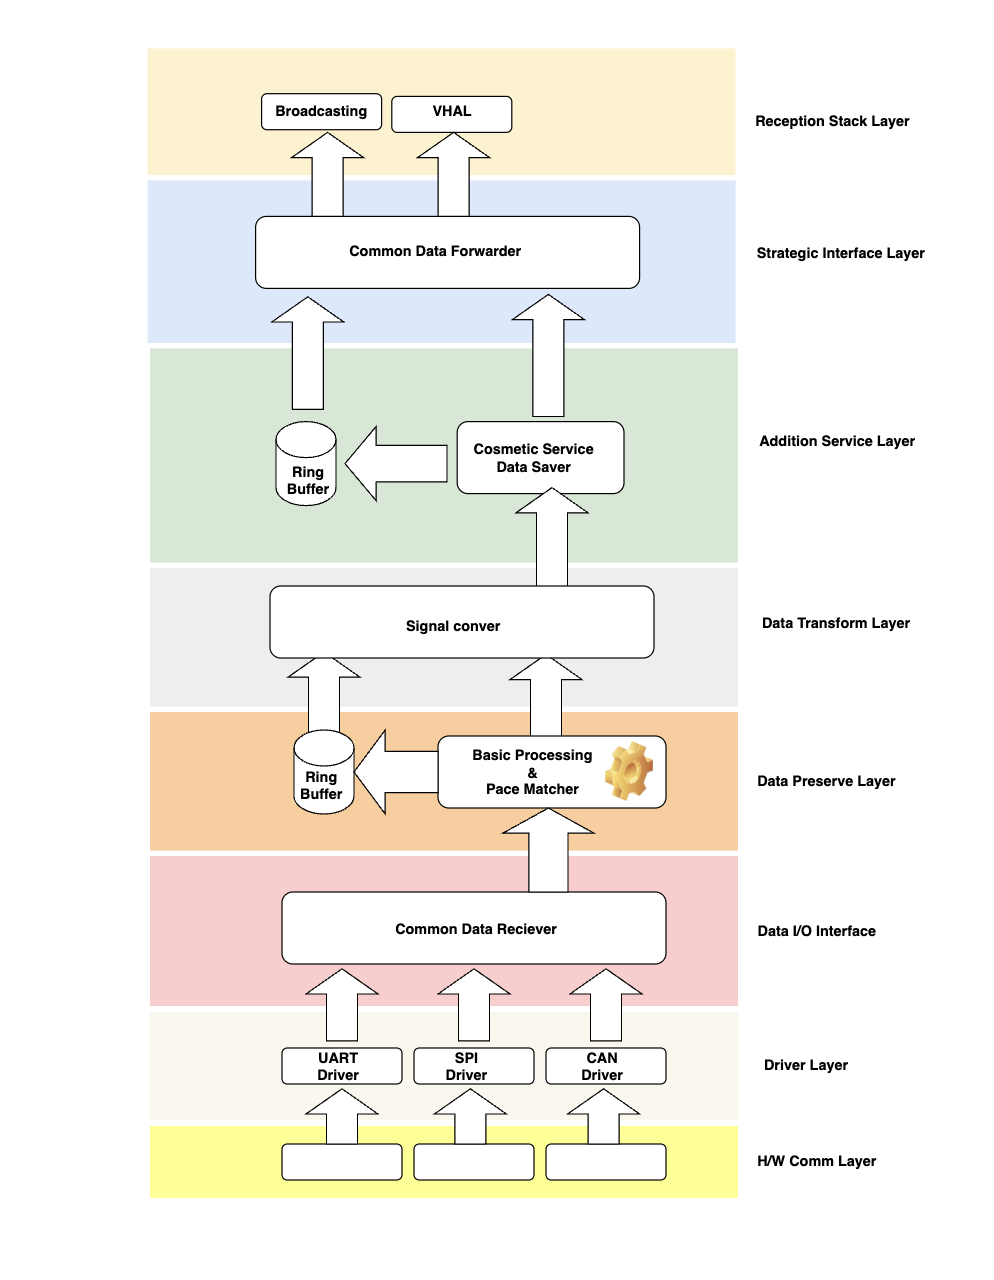 Broadcasting
VHAL
Reception Stack Layer
Common Data Forwarder
Strategic Interface Layer
Cosmetic Service
Data Saver
Ring
Buffer
Addition Service Layer
Signal conver
Data Transform Layer
Basic Processing
&
Pace Matcher
Ring
Buffer
Data Preserve Layer
Common Data Reciever
Data I/O Interface
UART
Driver
SPI
Driver
CAN
Driver
Driver Layer
H/W Comm Layer